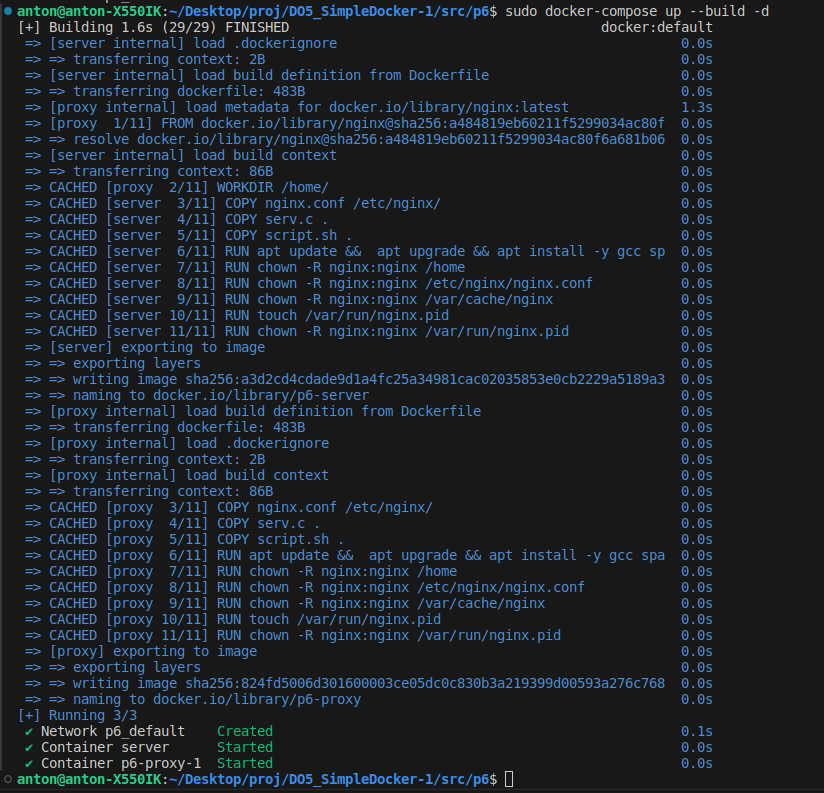 anton@anton-X550IK:~/Desktop/proj/DO5_SimpleDocker-1/src/p6$ sudo docker-compose up --build -d
[+] Building 1.6s (29/29) FINISHED docker:default
=> [server internal] load .dockerignore 0.0s
=> => transferring context: 2B 0.0s
=> [server internal] load build definition from Dockerfile 0.0s
=> => transferring dockerfile: 483B 0.0s
=> [proxy internal] load metadata for docker.io/library/nginx:latest 1.3s
=> [proxy 1/11] FROM docker.io/library/nginx@sha256:a484819eb60211f5299034ac80f 0.0s
=> => resolve docker.io/library/nginx@sha256:a484819eb60211f5299034ac80f6a681b06 0.0s
=> [server internal] load build context 0.0s
=> => transferring context: 86B 0.0s
=> CACHED [proxy 2/11] WORKDIR /home/ 0.0s
=> CACHED [server 3/11] COPY nginx.conf /etc/nginx/ 0.0s
=> CACHED [server 4/11] COPY serv.c . 0.0s
=> CACHED [server 5/11] COPY script.sh . 0.0s
=> CACHED [server 6/11] RUN apt update && apt upgrade && apt install -y gcc sp 0.0s
=> CACHED [server 7/11] RUN chown -R nginx:nginx /home 0.0s
=> CACHED [server 8/11] RUN chown -R nginx:nginx /etc/nginx/nginx.conf 0.0s
=> CACHED [server 9/11] RUN chown -R nginx:nginx /var/cache/nginx 0.0s
=> CACHED [server 10/11] RUN touch /var/run/nginx.pid 0.0s
=> CACHED [server 11/11] RUN chown -R nginx:nginx /var/run/nginx.pid 0.0s
=> [server] exporting to image 0.0s
=> => exporting layers 0.0s
=> => writing image sha256:a3d2cd4cdade9d1a4fc25a34981cac02035853e0cb2229a5189a3 0.0s
=> => naming to docker.io/library/p6-server 0.0s
=> [proxy internal] load build definition from Dockerfile 0.0s
=> => transferring dockerfile: 483B 0.0s
=> [proxy internal] load .dockerignore 0.0s
=> => transferring context: 2B 0.0s
=> [proxy internal] load build context 0.0s
=> => transferring context: 86B 0.0s
=> CACHED [proxy 3/11] COPY nginx.conf /etc/nginx/ 0.0s
=> CACHED [proxy 4/11] COPY serv.c . 0.0s
=> CACHED [proxy 5/11] COPY script.sh . 0.0s
=> CACHED [proxy 6/11] RUN apt update && apt upgrade && apt install -y gcc spa 0.0s
=> CACHED [proxy 7/11] RUN chown -R nginx:nginx /home 0.0s
=> CACHED [proxy 8/11] RUN chown -R nginx:nginx /etc/nginx/nginx.conf 0.0s
=> CACHED [proxy 9/11] RUN chown -R nginx:nginx /var/cache/nginx 0.0s
=> CACHED [proxy 10/11] RUN touch /var/run/nginx.pid 0.0s
=> CACHED [proxy 11/11] RUN chown -R nginx:nginx /var/run/nginx.pid 0.0s
=> [proxy] exporting to image 0.0s
=> => exporting layers 0.0s
=> => writing image sha256:824fd5006d301600003ce05dc0c830b3a219399d00593a276c768 0.0s
=> => naming to docker.io/library/p6-proxy 0.0s
[+] Running 3/3
✔ Network p6_default Created 0.1s
✔ Container server Started 0.0s
✔ Container p6-proxy-1 Started 0.0s
anton@anton-X550IK:~/Desktop/proj/DO5_SimpleDocker-1/src/p6$